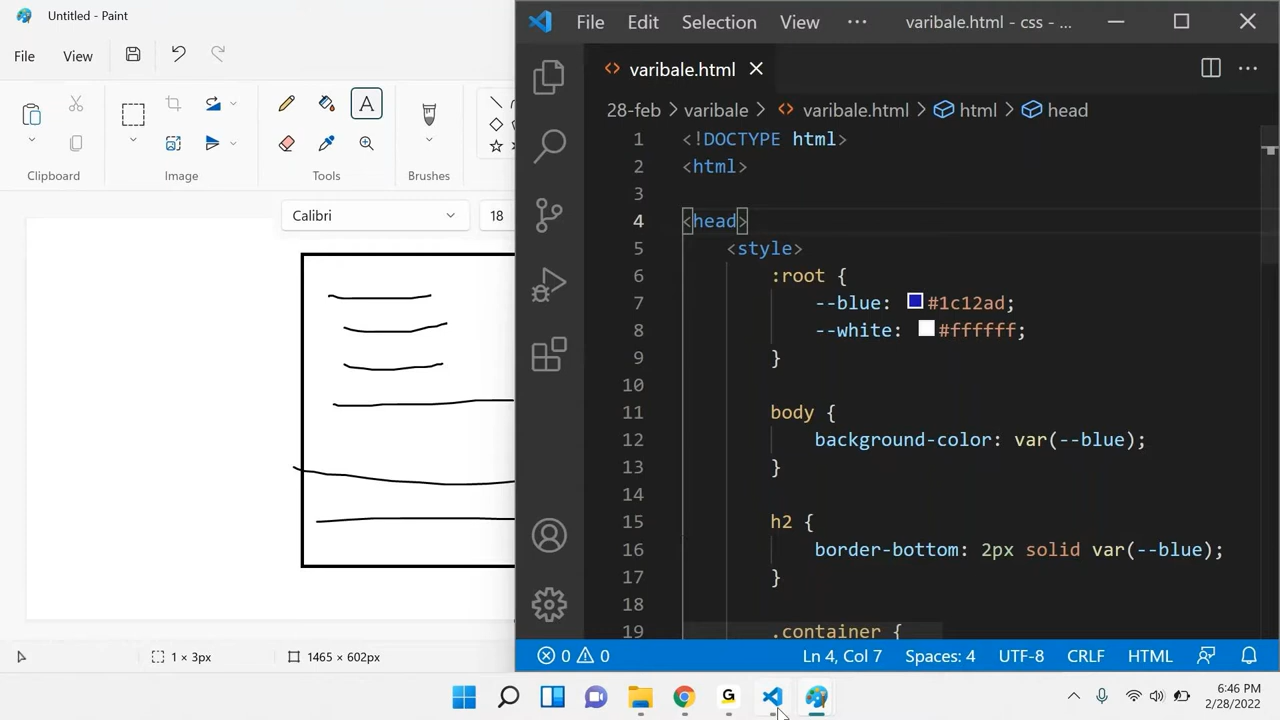 Untitled - Paint
File View
Clipboard Image Tools Brushes
Calibri 18
1 × 3px 1465 × 602px
File Edit Selection View ··· varibale.html - css - ...
varibale.html
28-feb > varibale > varibale.html > html > head
1 <!DOCTYPE html>
2 <html>
3
4 <head>
5 <style>
6 :root {
7 --blue: #1c12ad;
8 --white: #ffffff;
9 }
10
11 body {
12 background-color: var(--blue);
13 }
14
15 h2 {
16 border-bottom: 2px solid var(--blue);
17 }
18
19 .container {
0 0 Ln 4, Col 7 Spaces: 4 UTF-8 CRLF HTML
G
6:46 PM
2/28/2022